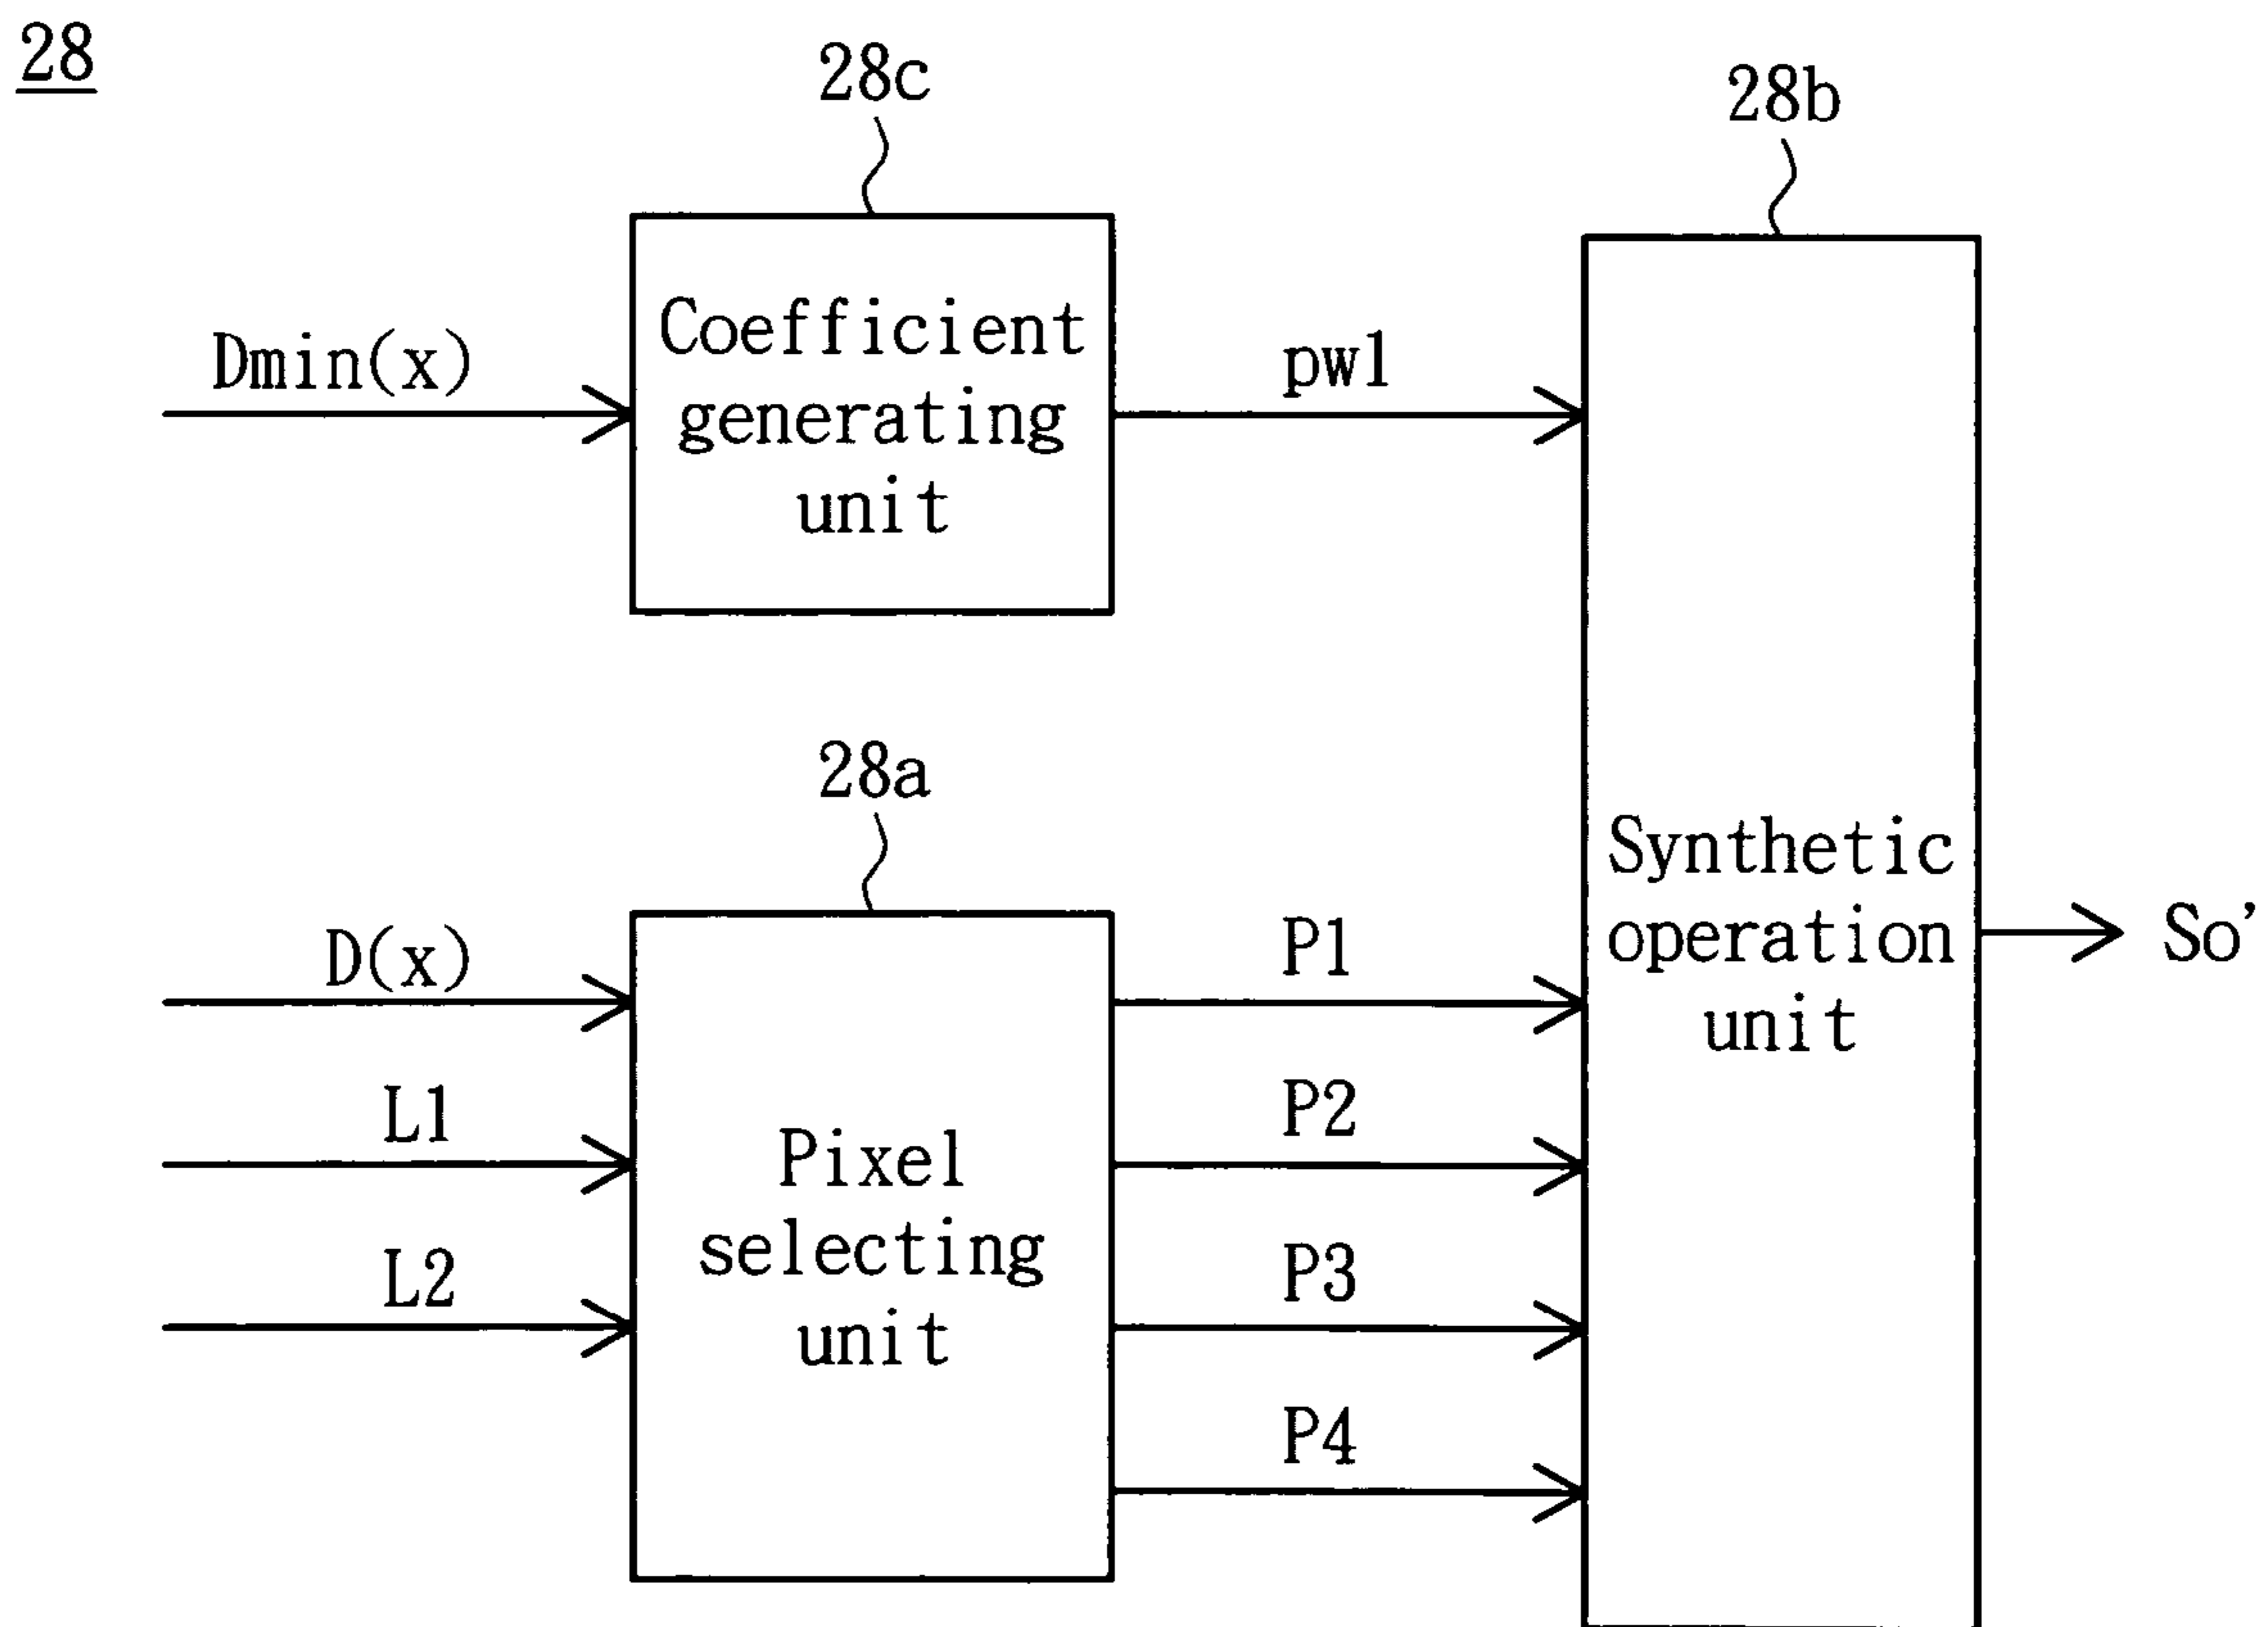 28
28c
28b
Dmin(x)
Coefficient
generating
unit
pw1
28a
D(x)
L1
L2
Pixel
selecting
unit
P1
P2
P3
P4
Synthetic
operation
unit
So'